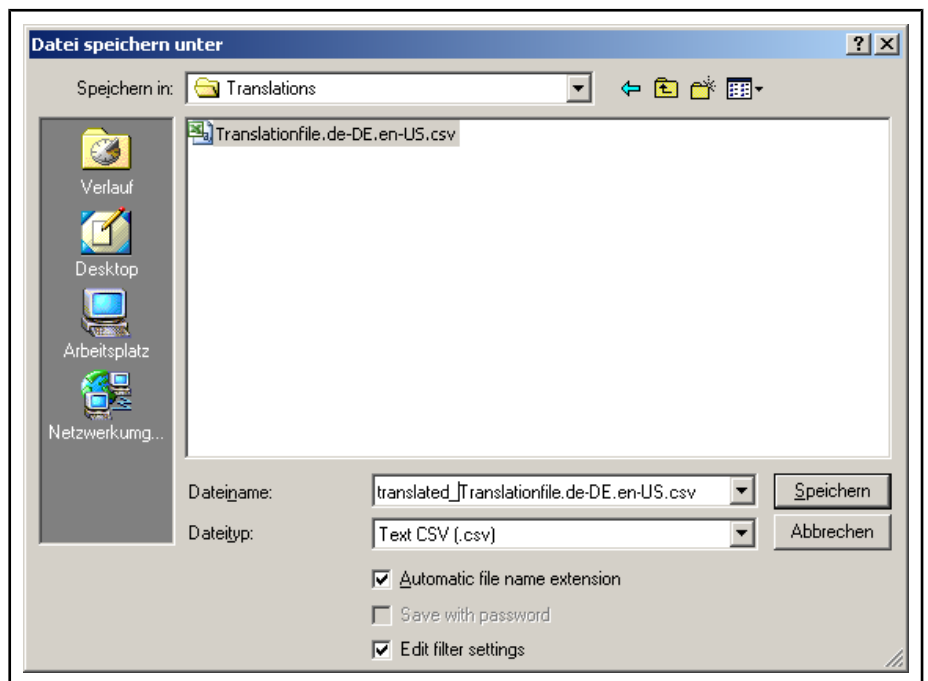 Datei speichern unter
Speichern in: Translations
Translationfile.de-DE.en-US.csv
Verlauf
Desktop
Arbeitsplatz
Netzwerkumg...
Dateiname: translated_Translationfile.de-DE.en-US.csv Speichern
Dateityp: Text CSV (.csv) Abbrechen
Automatic file name extension
Save with password
Edit filter settings